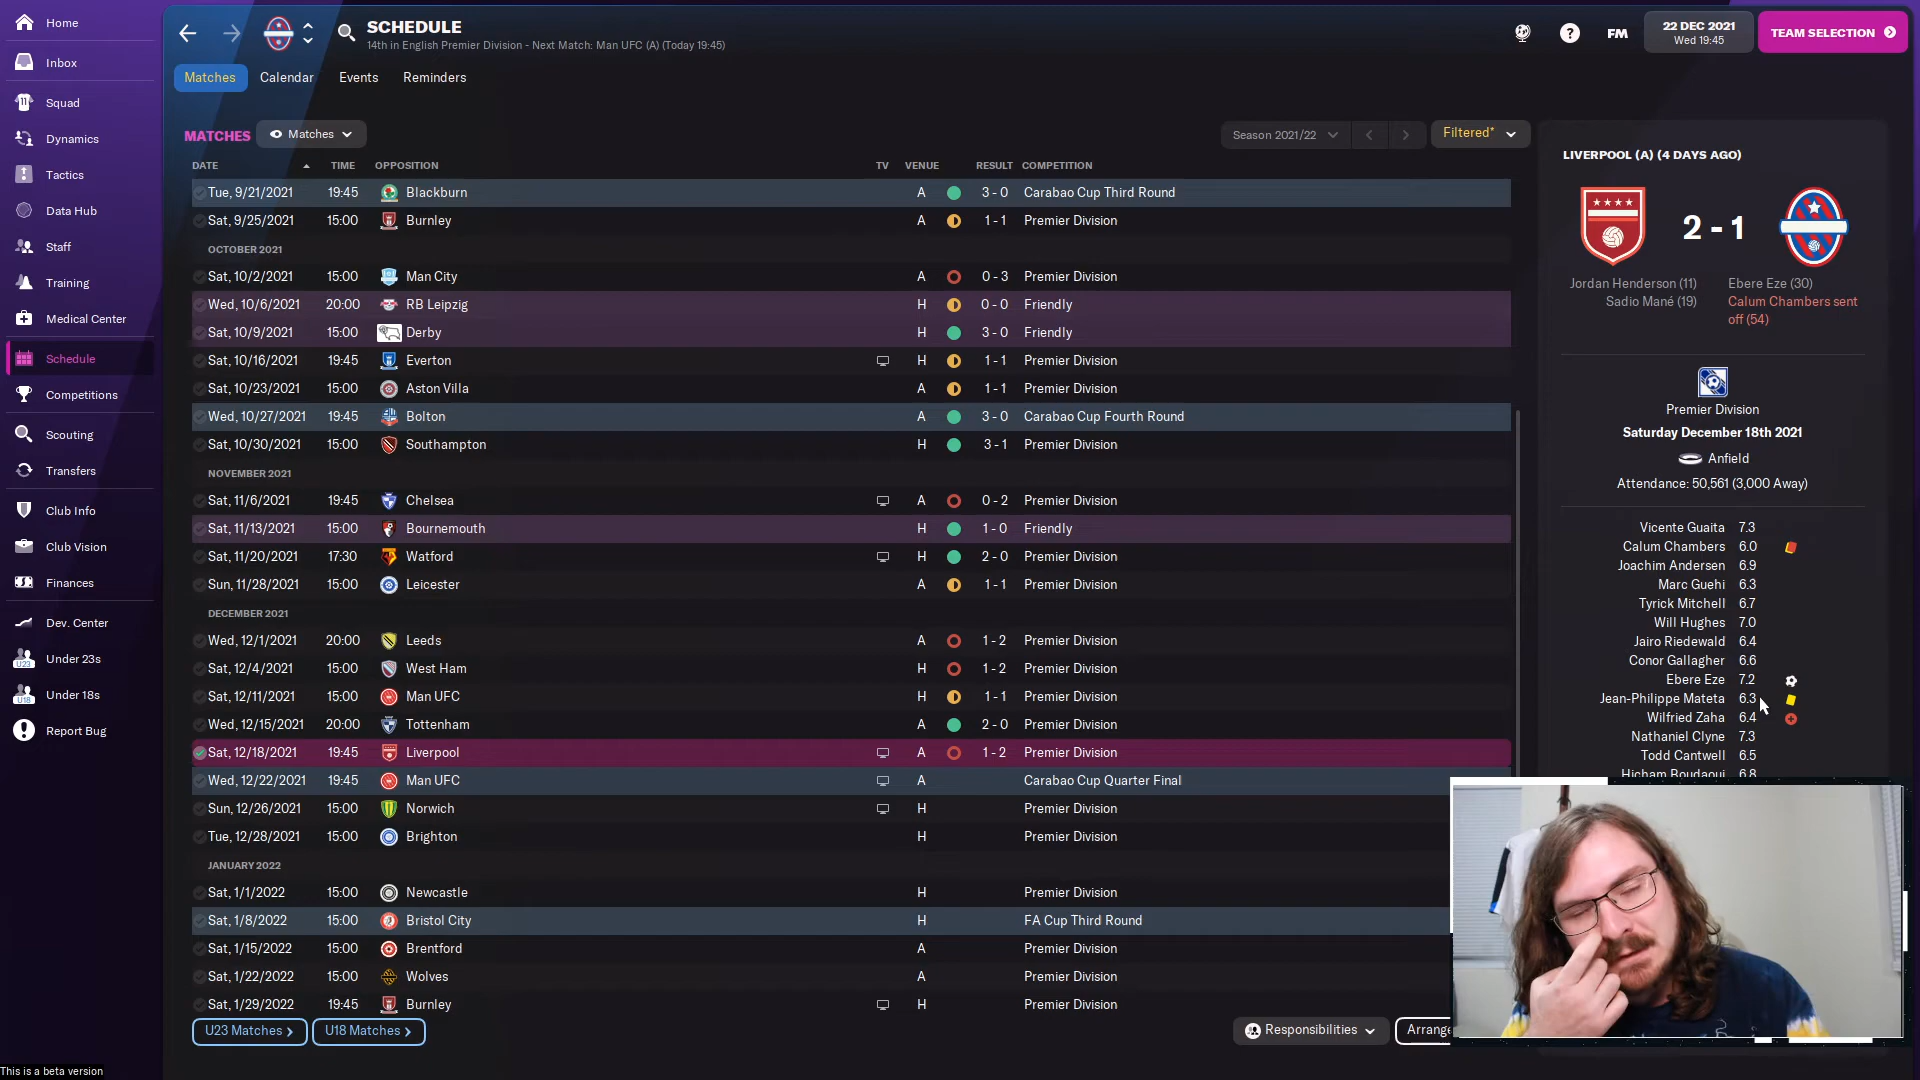 Home
Inbox
Squad
Dynamics
Tactics
Data Hub
Staff
Training
Medical Center
Schedule
Competitions
Scouting
Transfers
Club Info
Club Vision
Finances
Dev. Center
U23
Under 23s
U18
Under 18s
Report Bug
This is a beta version
SCHEDULE
14th in English Premier Division - Next Match: Man UFC (A) (Today 19:45)
FM
22 DEC 2021
Wed 19:45
TEAM SELECTION
Matches Calendar Events Reminders
MATCHES Matches Season 2021/22 Filtered*
DATE TIME OPPOSITION TV VENUE RESULT COMPETITION
Tue, 9/21/2021 19:45 Blackburn A 3 - 0 Carabao Cup Third Round
Sat, 9/25/2021 15:00 Burnley A 1 - 1 Premier Division
OCTOBER 2021
Sat, 10/2/2021 15:00 Man City A 0 - 3 Premier Division
Wed, 10/6/2021 20:00 RB Leipzig H 0 - 0 Friendly
Sat, 10/9/2021 15:00 Derby H 3 - 0 Friendly
Sat, 10/16/2021 19:45 Everton H 1 - 1 Premier Division
Sat, 10/23/2021 15:00 Aston Villa A 1 - 1 Premier Division
Wed, 10/27/2021 19:45 Bolton A 3 - 0 Carabao Cup Fourth Round
Sat, 10/30/2021 15:00 Southampton H 3 - 1 Premier Division
NOVEMBER 2021
Sat, 11/6/2021 19:45 Chelsea A 0 - 2 Premier Division
Sat, 11/13/2021 15:00 Bournemouth H 1 - 0 Friendly
Sat, 11/20/2021 17:30 Watford H 2 - 0 Premier Division
Sun, 11/28/2021 15:00 Leicester A 1 - 1 Premier Division
DECEMBER 2021
Wed, 12/1/2021 20:00 Leeds A 1 - 2 Premier Division
Sat, 12/4/2021 15:00 West Ham H 1 - 2 Premier Division
Sat, 12/11/2021 15:00 Man UFC H 1 - 1 Premier Division
Wed, 12/15/2021 20:00 Tottenham A 2 - 0 Premier Division
Sat, 12/18/2021 19:45 Liverpool A 1 - 2 Premier Division
Wed, 12/22/2021 19:45 Man UFC A Carabao Cup Quarter Final
Sun, 12/26/2021 15:00 Norwich H Premier Division
Tue, 12/28/2021 15:00 Brighton H Premier Division
JANUARY 2022
Sat, 1/1/2022 15:00 Newcastle H Premier Division
Sat, 1/8/2022 15:00 Bristol City H FA Cup Third Round
Sat, 1/15/2022 15:00 Brentford A Premier Division
Sat, 1/22/2022 15:00 Wolves A Premier Division
Sat, 1/29/2022 19:45 Burnley H Premier Division
U23 Matches U18 Matches Responsibilities Arrange
LIVERPOOL (A) (4 DAYS AGO)
2 - 1
Jordan Henderson (11) Ebere Eze (30)
Sadio Mané (19) Calum Chambers sent
off (54)
Premier Division
Saturday December 18th 2021
Anfield
Attendance: 50,561 (3,000 Away)
Vicente Guaita 7.3
Calum Chambers 6.0
Joachim Andersen 6.9
Marc Guehi 6.3
Tyrick Mitchell 6.7
Will Hughes 7.0
Jairo Riedewald 6.4
Conor Gallagher 6.6
Ebere Eze 7.2
Jean-Philippe Mateta 6.3
Wilfried Zaha 6.4
Nathaniel Clyne 7.3
Todd Cantwell 6.5
Hicham Boudaoui 6.8